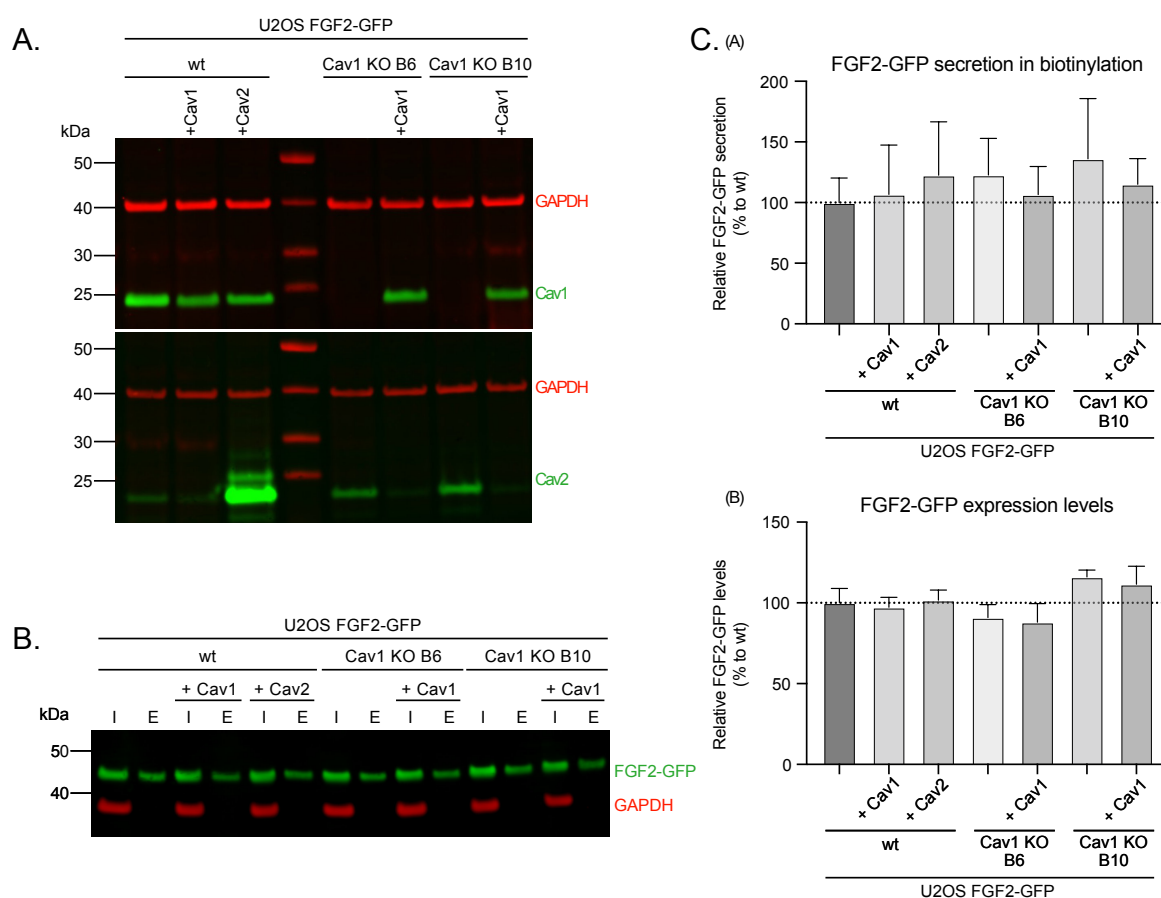 A.
U2OS FGF2-GFP
wt
Cav1 KO B6
Cav1 KO B10
+Cav1
+Cav2
+Cav1
+Cav1
kDa
50
40
30
25
GAPDH
Cav1
50
40
30
25
GAPDH
Cav2
B.
U2OS FGF2-GFP
wt
Cav1 KO B6
Cav1 KO B10
+ Cav1
+ Cav2
+ Cav1
+ Cav1
kDa
I E I E I E I E I E I E I E
50
40
FGF2-GFP
GAPDH
C. (A)
FGF2-GFP secretion in biotinylation
Relative FGF2-GFP secretion
(% to wt)
200
150
100
50
0
+ Cav1
+ Cav2
+ Cav1
+ Cav1
wt
Cav1 KO
B6
Cav1 KO
B10
U2OS FGF2-GFP
(B)
FGF2-GFP expression levels
Relative FGF2-GFP levels
(% to wt)
150
100
50
0
+ Cav1
+ Cav2
+ Cav1
+ Cav1
wt
Cav1 KO
B6
Cav1 KO
B10
U2OS FGF2-GFP